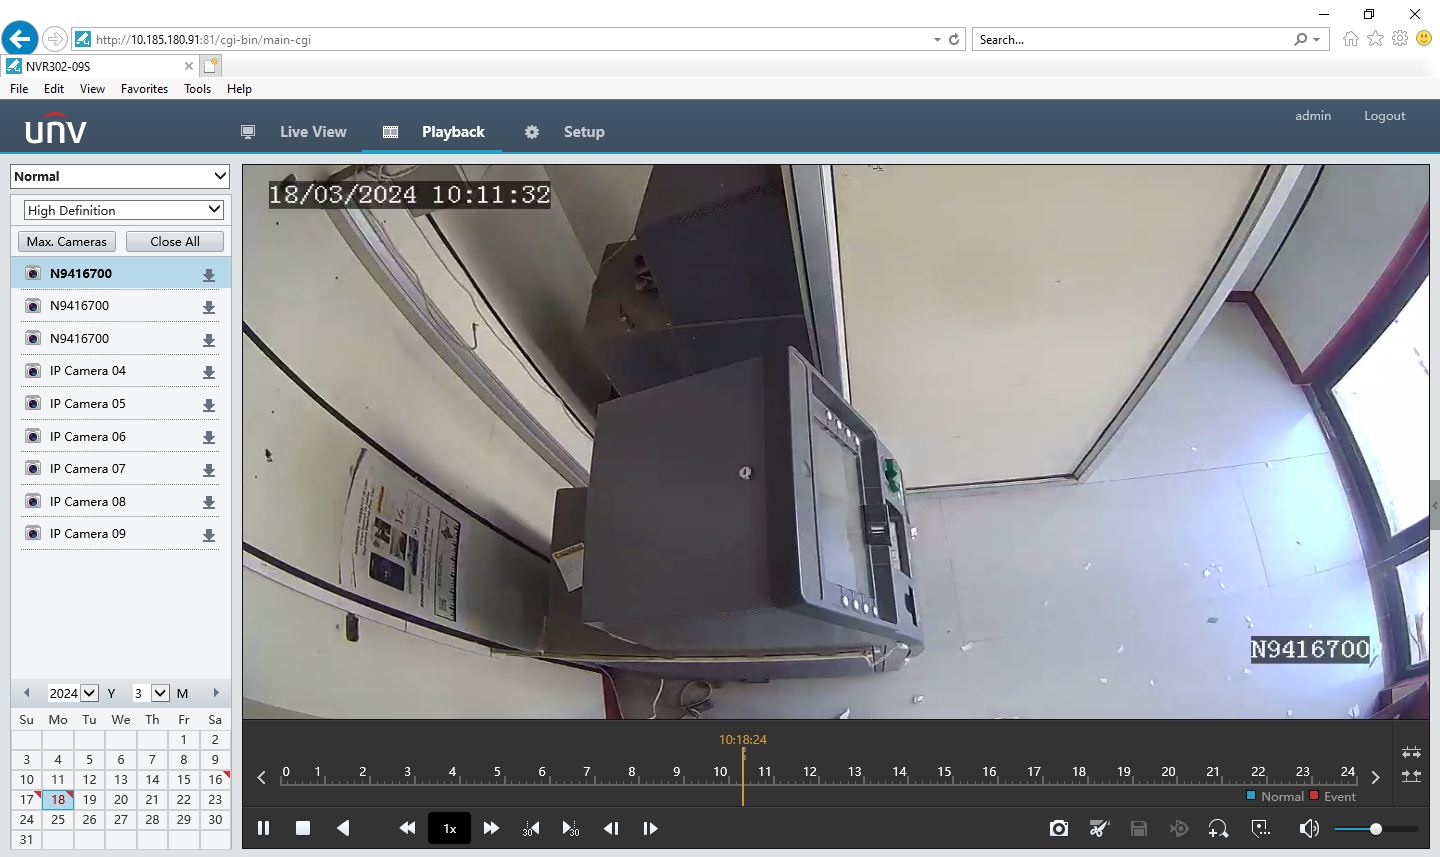 http://10.185.180.91:81/cgi-bin/main-cgi
Search...
NVR302-09S
File Edit View Favorites Tools Help
unv
Live View
Playback
Setup
admin
Logout
Normal
High Definition
Max. Cameras
Close All
N9416700
N9416700
N9416700
IP Camera 04
IP Camera 05
IP Camera 06
IP Camera 07
IP Camera 08
IP Camera 09
18/03/2024 10:11:32
N9416700
2024 Y 3 M
Su Mo Tu We Th Fr Sa
1 2
3 4 5 6 7 8 9
10 11 12 13 14 15 16
17 18 19 20 21 22 23
24 25 26 27 28 29 30
31
10:18:24
0 1 2 3 4 5 6 7 8 9 10 11 12 13 14 15 16 17 18 19 20 21 22 23 24
Normal Event
1x
30
30